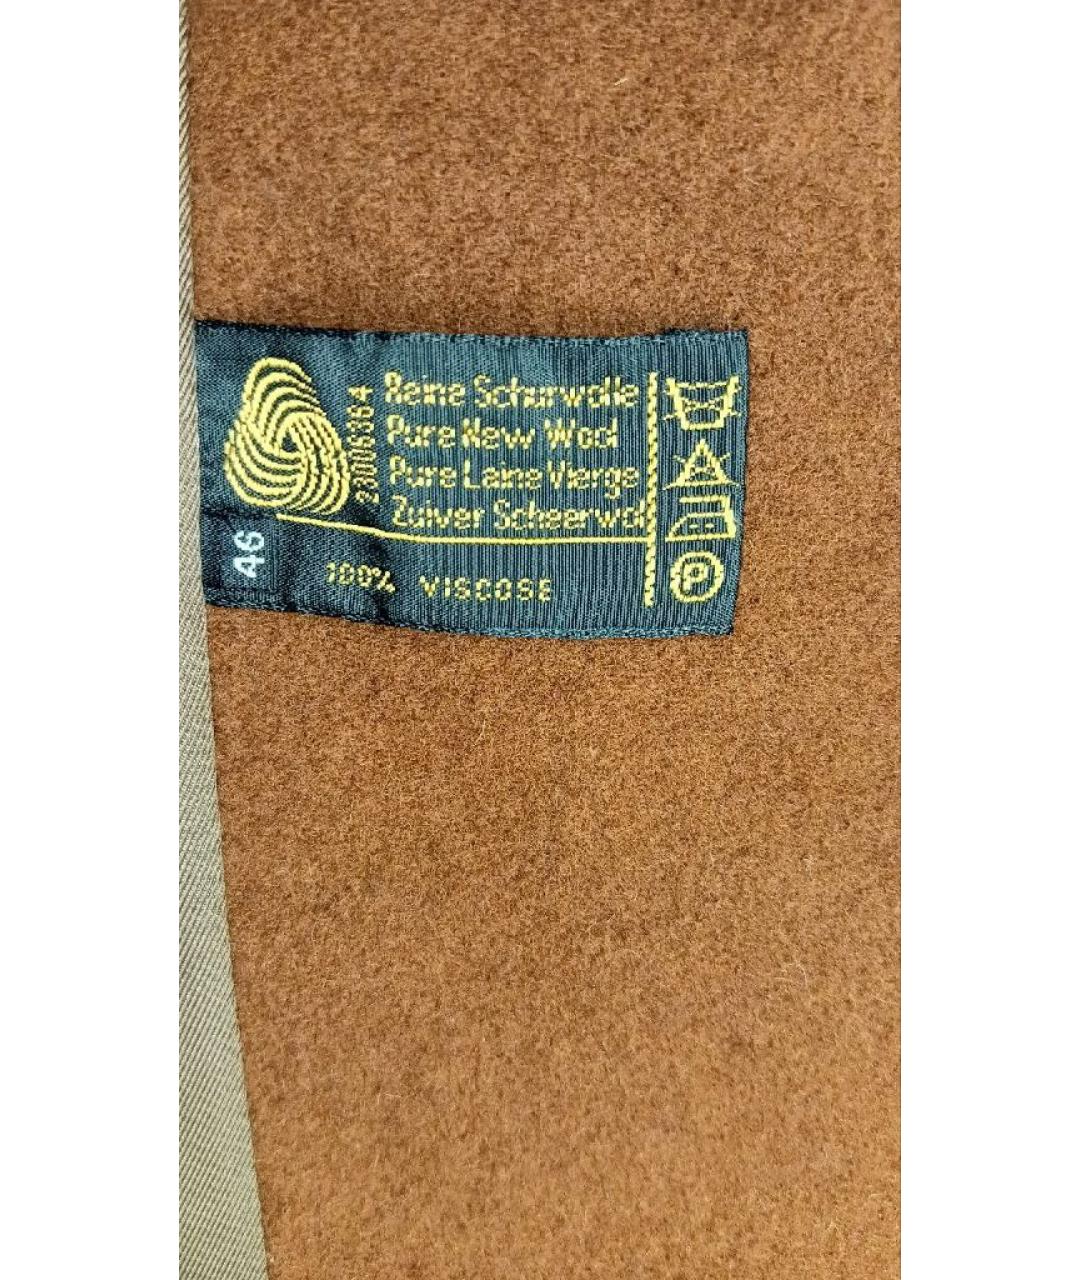 23006364
Reine Schurwolle
Pure New Wool
Pure Laine Vierge
Zuiver Scheerwol
46
100% VISCOSE
P